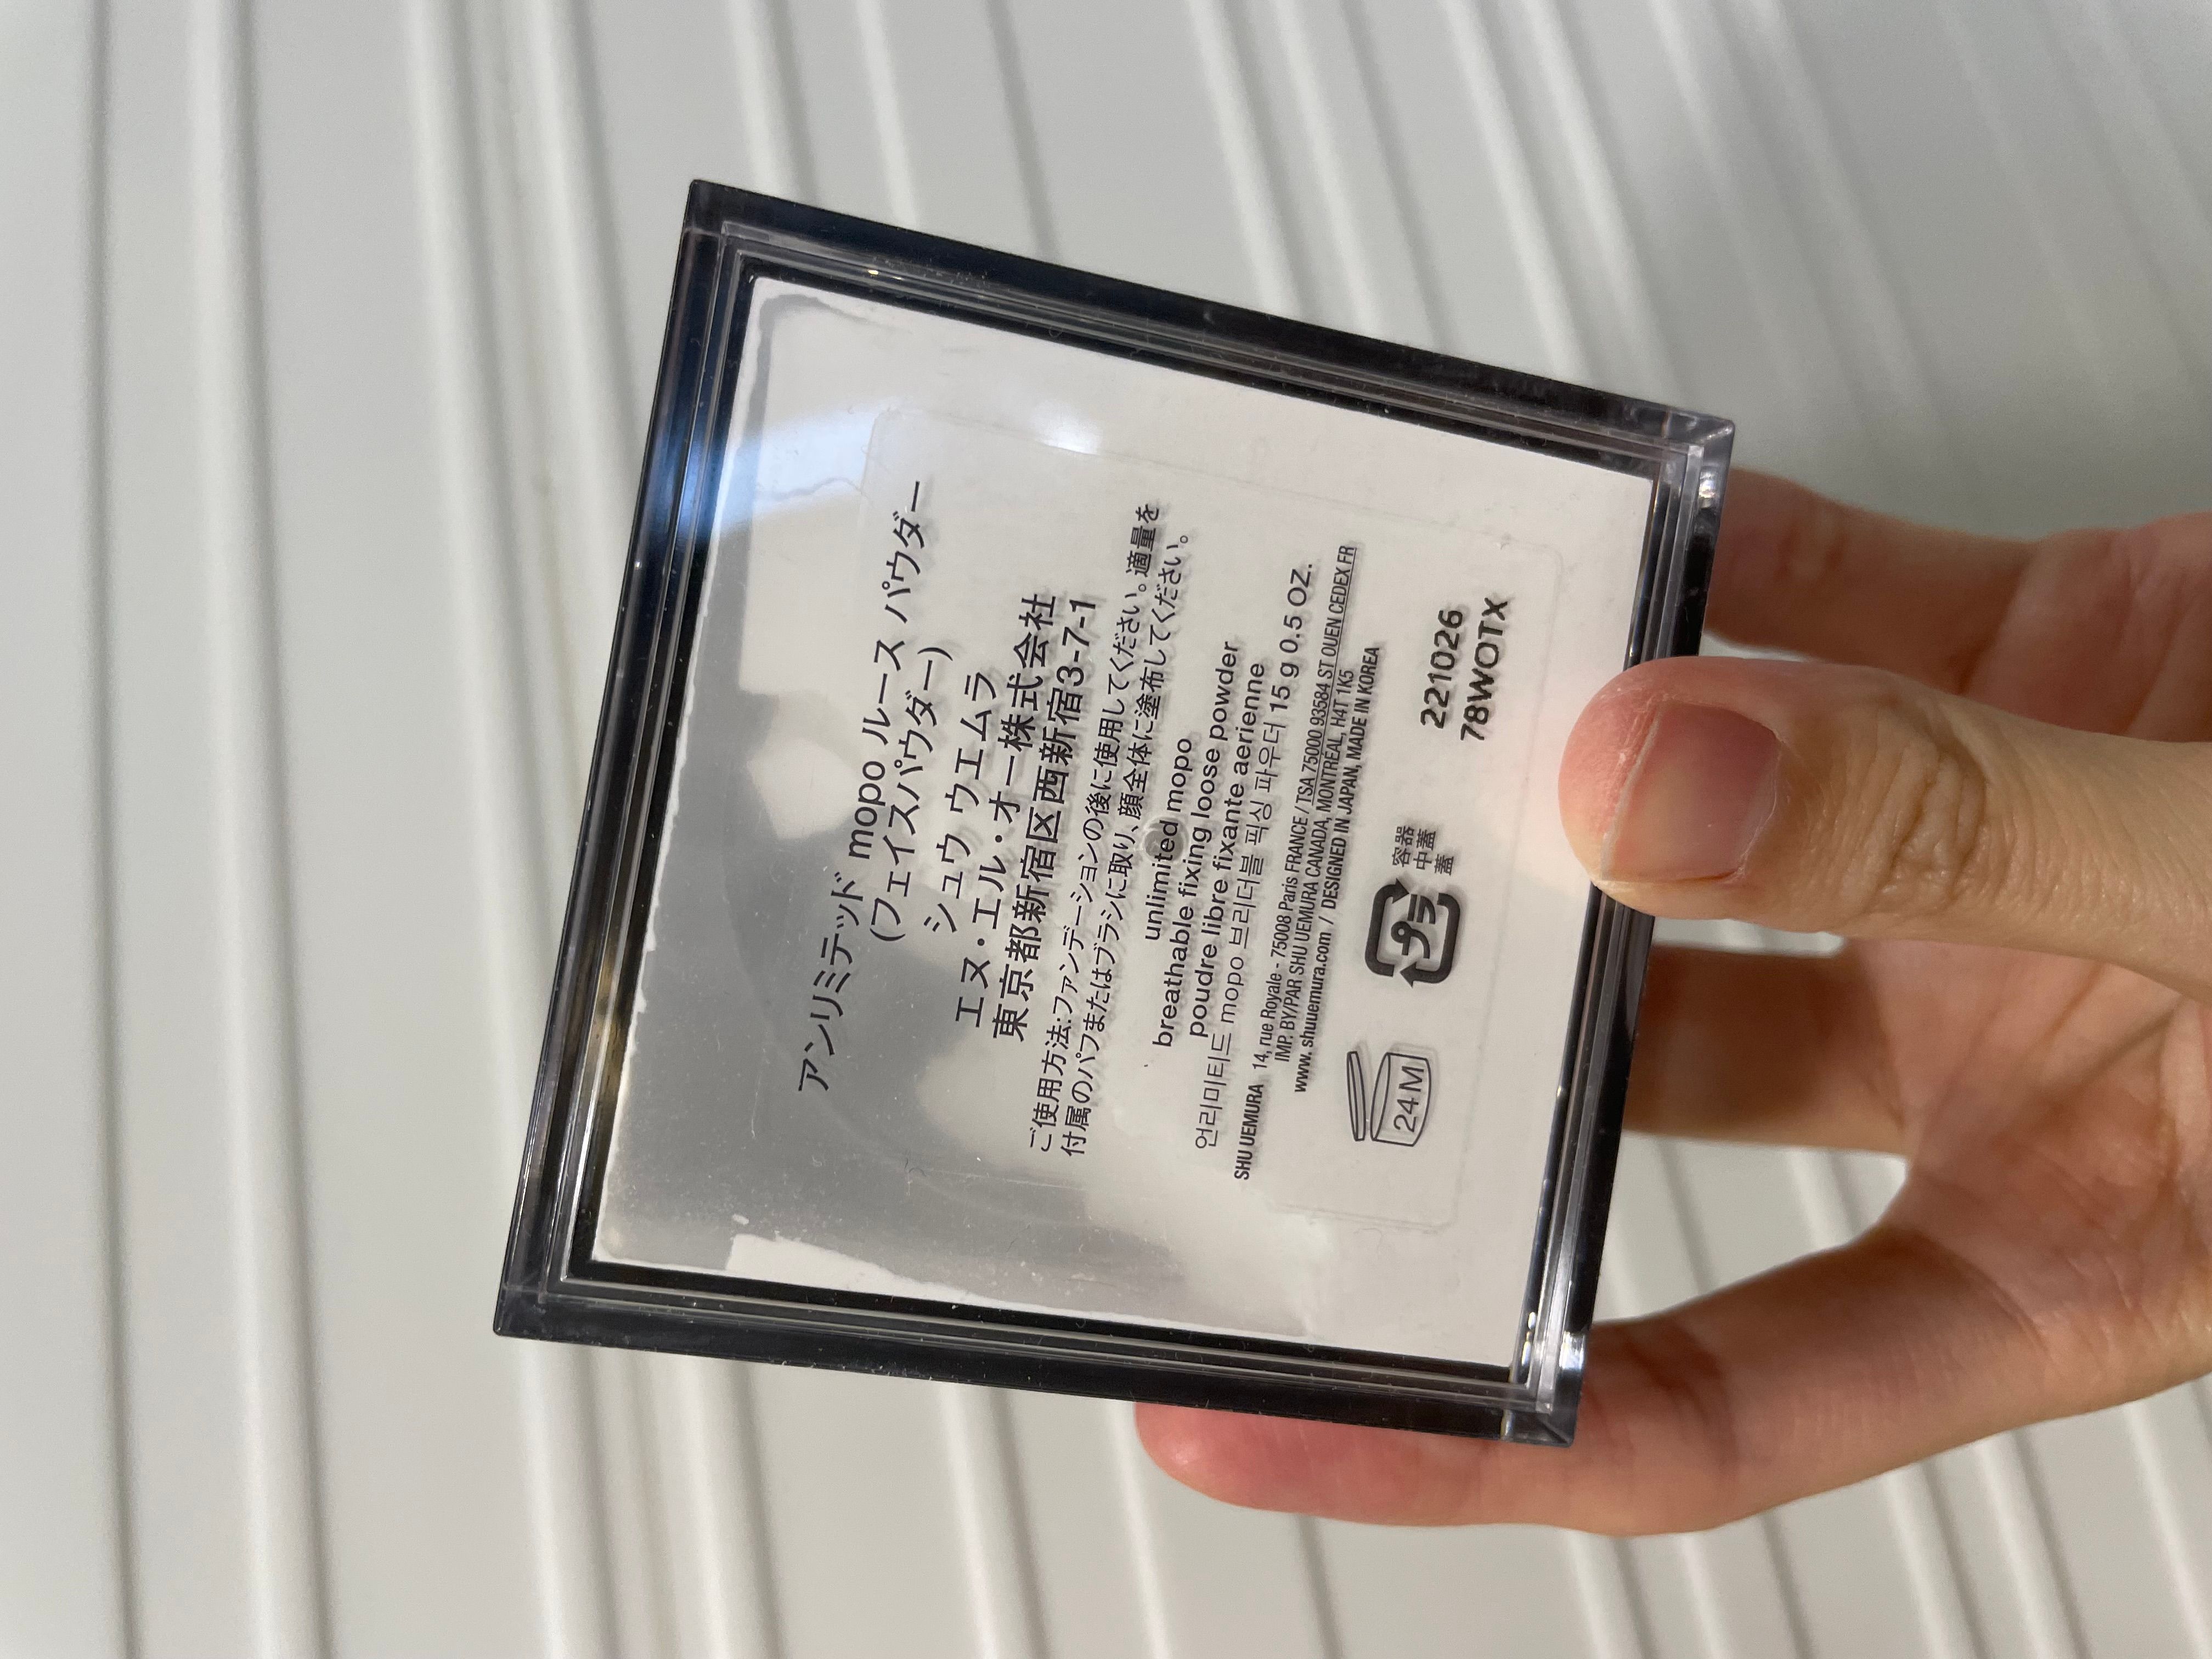 アンリミテッド mopo ルース パウダー
(フェイスパウダー)
シュウ ウエムラ
エヌ・エル・オー株式会社
東京都新宿区西新宿3-7-1
ご使用方法:ファンデーションの後に使用してください。適量を
付属のパフまたはブラシに取り、顔全体に塗布してください。
unlimited mopo
breathable fixing loose powder
poudre libre fixante aerienne
언리미티드 mopo 브리더블 픽싱 파우더 15 g 0.5 OZ.
SHU UEMURA 14, rue Royale - 75008 Paris FRANCE / TSA 75000 93584 ST OUEN CEDEX FR
IMP. BY/PAR SHU UEMURA CANADA, MONTREAL, H4T 1K5
www. shuuemura.com / DESIGNED IN JAPAN, MADE IN KOREA
24 M
プラ
容器
中蓋
蓋
221026
78WOTX